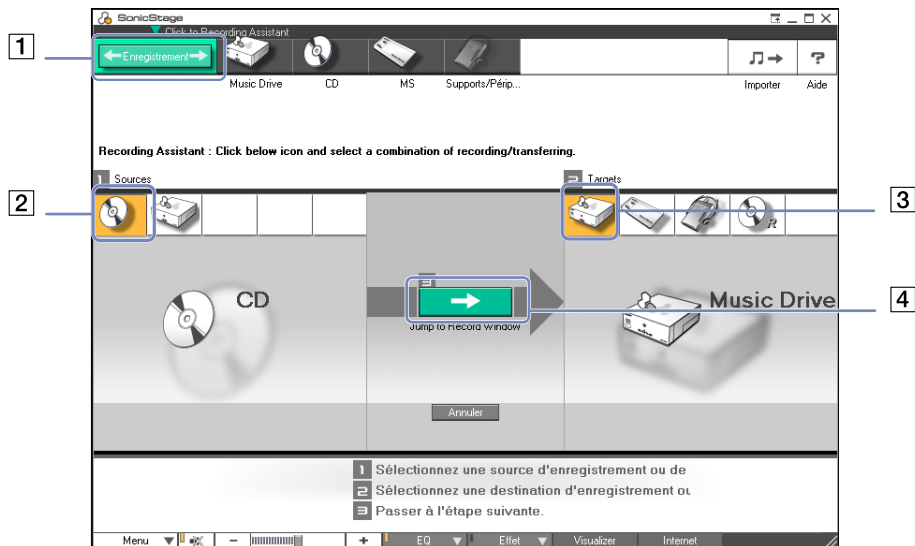 SonicStage
Click to Recording Assistant
1
←Enregistrement→
Music Drive CD MS Supports/Périp...
Importer Aide
Recording Assistant : Click below icon and select a combination of recording/transferring.
1 Sources
2 Targets
2
3
R
CD
3
→
Music Drive
4
Jump to Record Window
Annuler
1 Sélectionnez une source d'enregistrement ou de
2 Sélectionnez une destination d'enregistrement ou
3 Passer à l'étape suivante.
Menu − + EQ Effet Visualizer Internet